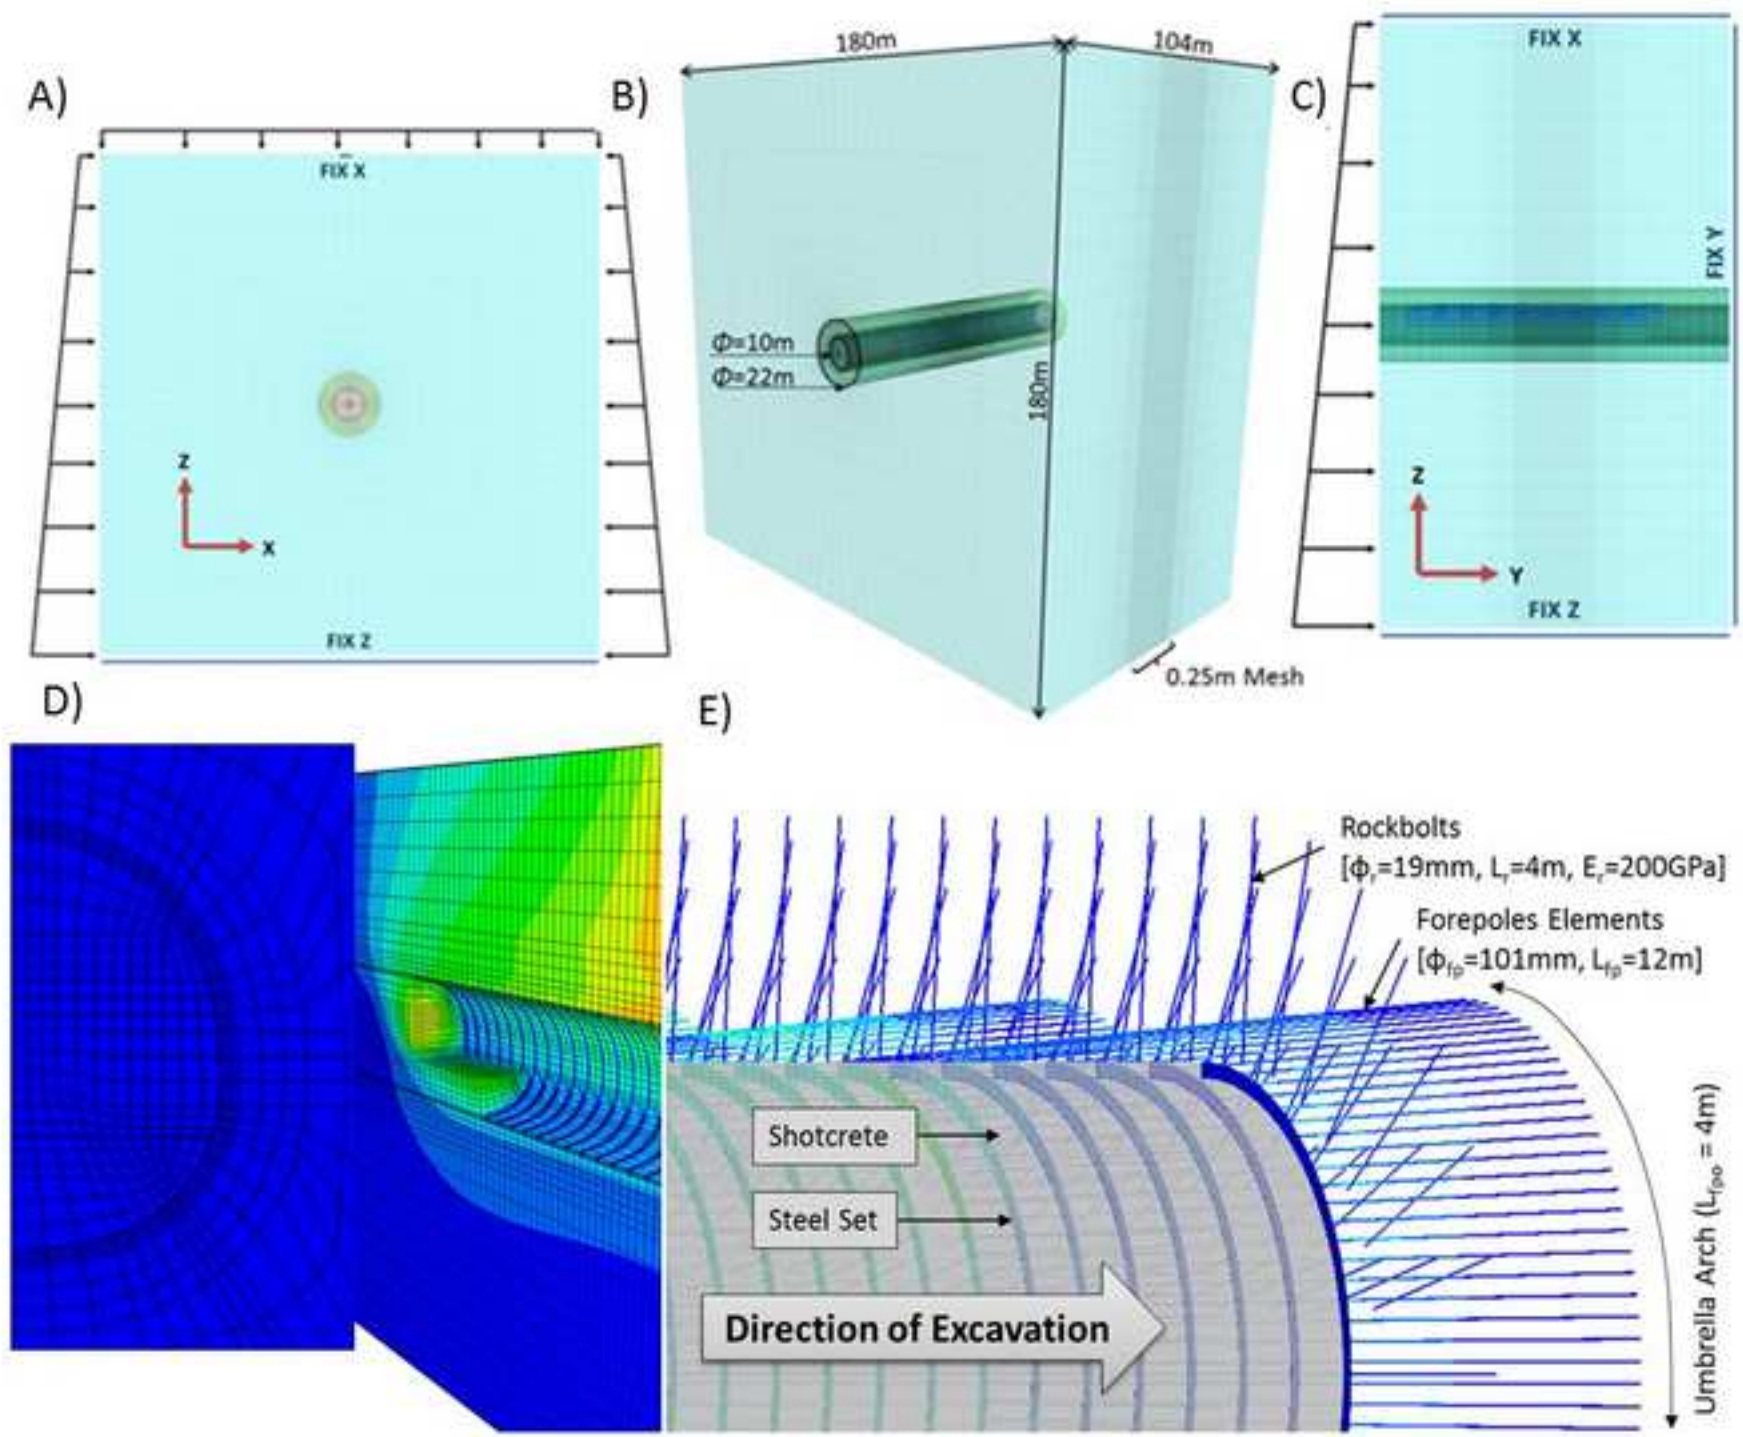 A)
FIX X
Z
X
FIX Z
B)
180m
104m
Φ=10m
Φ=22m
180m
0.25m Mesh
C)
FIX X
FIX Y
Z
Y
FIX Z
D)
E)
Rockbolts
[ϕr=19mm, Lr=4m, Er=200GPa]
Forepoles Elements
[ϕfp=101mm, Lfp=12m]
Shotcrete
Steel Set
Direction of Excavation
Umbrella Arch (Lfpo = 4m)